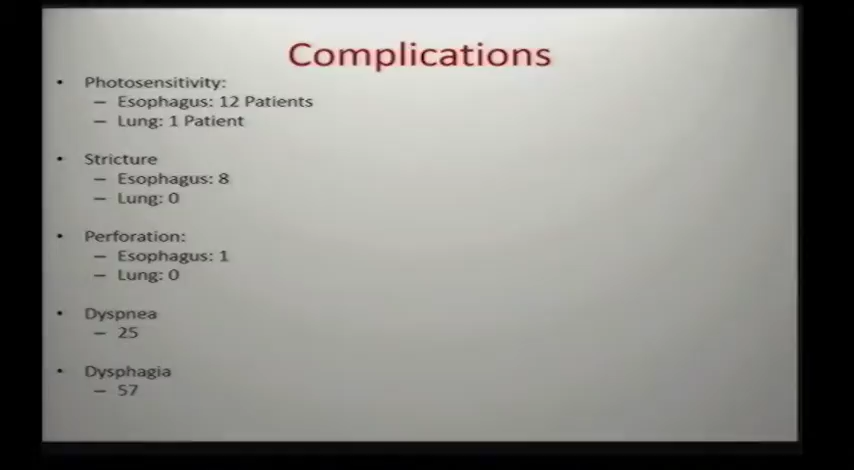 Complications
• Photosensitivity:
– Esophagus: 12 Patients
– Lung: 1 Patient
• Stricture
– Esophagus: 8
– Lung: 0
• Perforation:
– Esophagus: 1
– Lung: 0
• Dyspnea
– 25
• Dysphagia
– 57